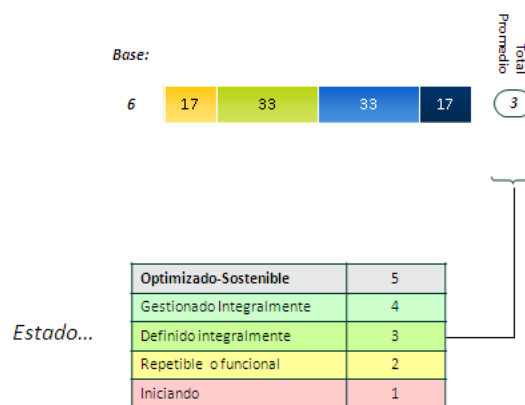 Total
Promedio
Base:
6 17 33 33 17 3
Optimizado-Sostenible 5
Gestionado Integralmente 4
Estado... Definido integralmente 3
Repetible o funcional 2
Iniciando 1